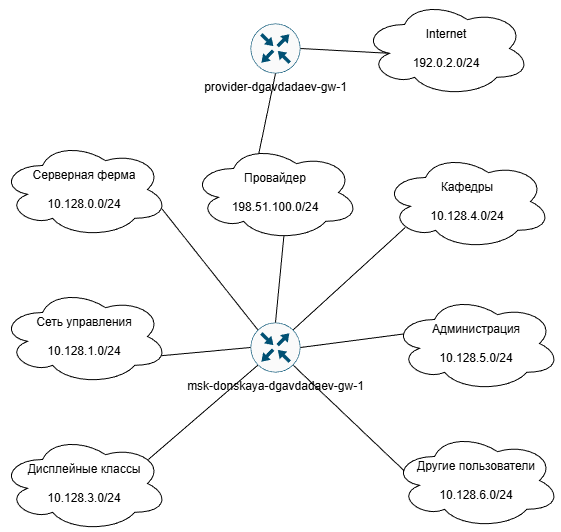 Internet
192.0.2.0/24
provider-dgavdadaev-gw-1
Серверная ферма
10.128.0.0/24
Провайдер
198.51.100.0/24
Кафедры
10.128.4.0/24
Сеть управления
10.128.1.0/24
Администрация
10.128.5.0/24
msk-donskaya-dgavdadaev-gw-1
Дисплейные классы
10.128.3.0/24
Другие пользователи
10.128.6.0/24